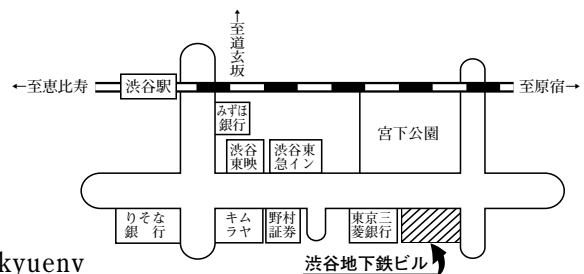 ↑至道玄坂
←至恵比寿
渋谷駅
至原宿→
みずほ
銀行
宮下公園
渋谷
東映
渋谷東
急イン
りそな
銀行
キム
ラヤ
野村
証券
東京三
菱銀行
渋谷地下鉄ビル
kyueny